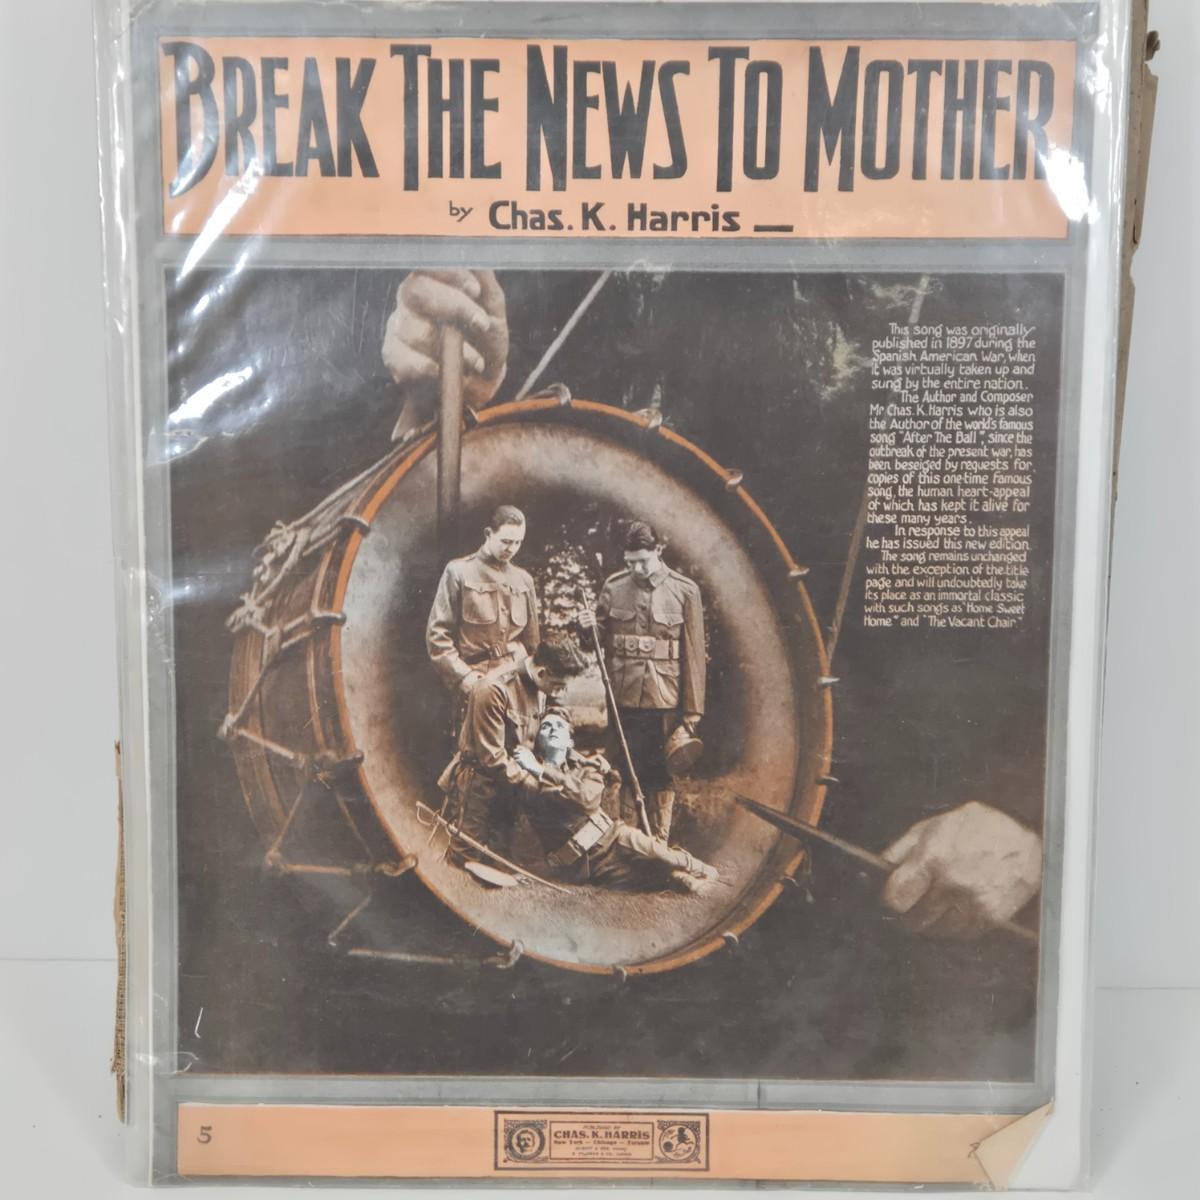 BREAK THE NEWS TO MOTHER
by Chas. K. Harris
This song was originally
published in 1897 during the
Spanish American War, when
it was virtually taken up and
sung by the entire nation.
The Author and Composer
Mr Chas. K. Harris who is also
the Author of the world's famous
song "After The Ball", since the
outbreak of the present war, has
been beseiged by requests for
copies of this one-time famous
song, the human heart-appeal
of which has kept it alive for
these many years.
In response to this appeal
he has issued this new edition.
The song remains unchanged
with the exception of the title
page and will undoubtedly take
its place as an immortal classic
with such songs as "Home Sweet
Home" and "The Vacant Chair."
5
PUBLISHED BY
CHAS. K. HARRIS
New York — Chicago — Toronto